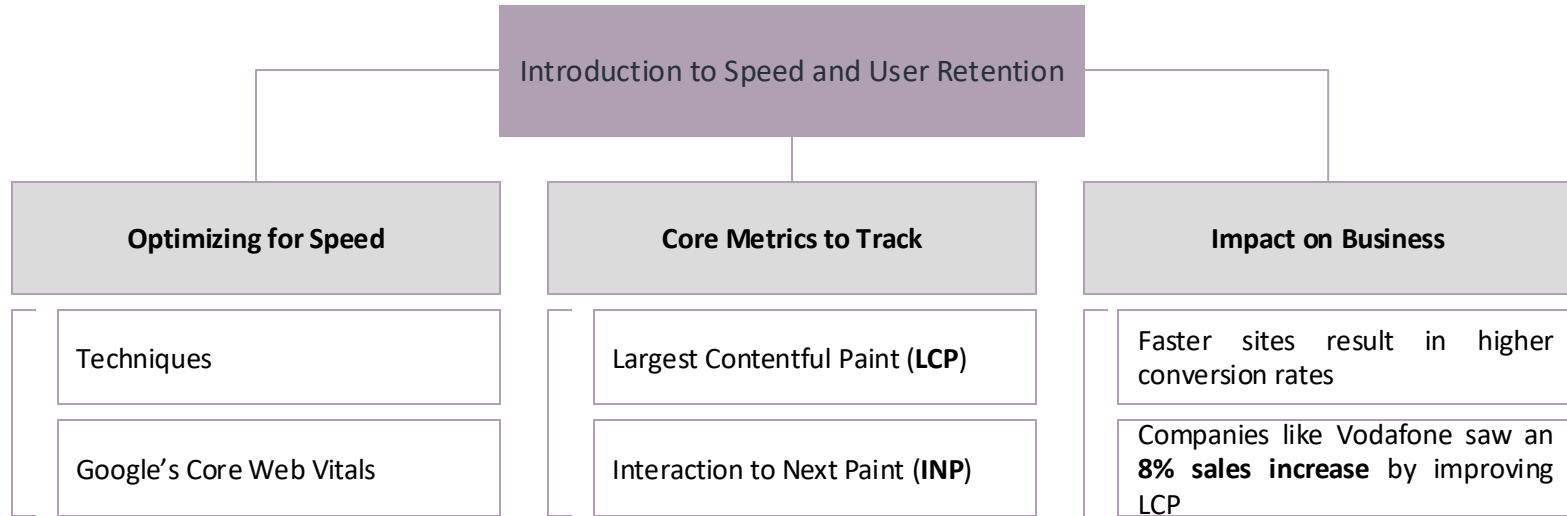 Introduction to Speed and User Retention
Optimizing for Speed
Techniques
Google's Core Web Vitals
Core Metrics to Track
Largest Contentful Paint (LCP)
Interaction to Next Paint (INP)
Impact on Business
Faster sites result in higher
conversion rates
Companies like Vodafone saw an
8% sales increase by improving
LCP